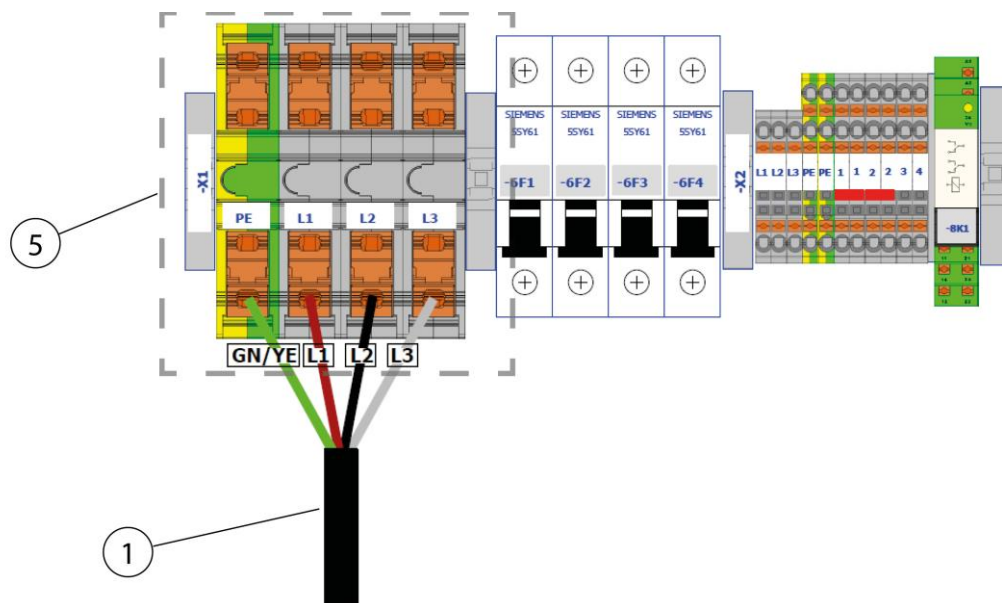 -X1
PE L1 L2 L3
GN/YE L1 L2 L3
SIEMENS SIEMENS SIEMENS SIEMENS
5SY61 5SY61 5SY61 5SY61
-6F1 -6F2 -6F3 -6F4
-X2
L1 L2 L3 PE PE 1 1 2 2 3 4
-8K1
5
1